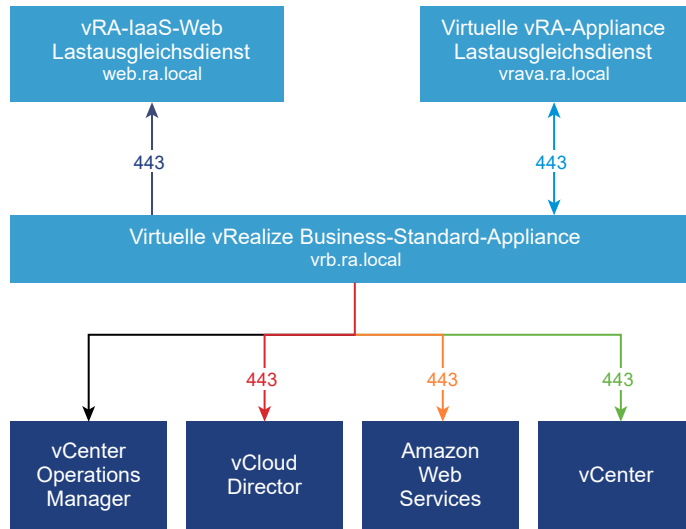 vRA-IaaS-Web
Lastausgleichsdienst
web.ra.local
Virtuelle vRA-Appliance
Lastausgleichsdienst
vrava.ra.local
443
443
Virtuelle vRealize Business-Standard-Appliance
vrb.ra.local
443
443
443
vCenter
Operations
Manager
vCloud
Director
Amazon
Web
Services
vCenter